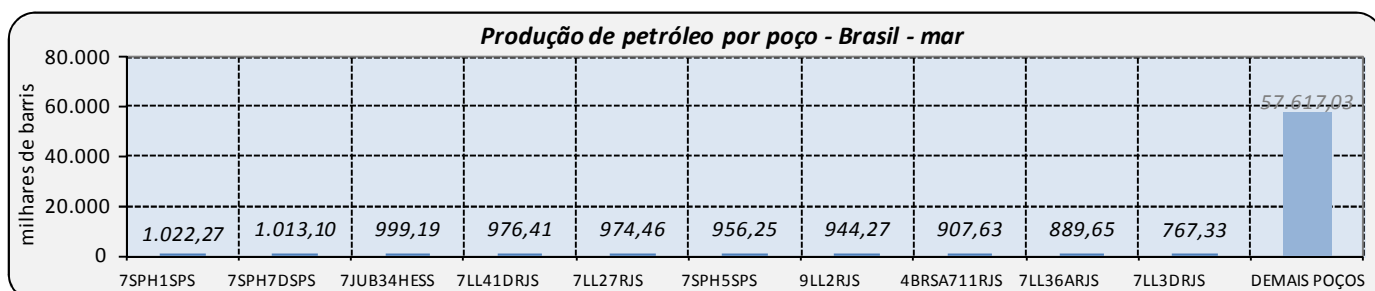 Produção de petróleo por poço - Brasil - mar
milhares de barris
80.000
60.000
40.000
20.000
0
1.022,27 1.013,10 999,19 976,41 974,46 956,25 944,27 907,63 889,65 767,33 57.617,03
7SPH1SPS 7SPH7DSPS 7JUB34HESS 7LL41DRJS 7LL27RJS 7SPH5SPS 9LL2RJS 4BRSA711RJS 7LL36ARJS 7LL3DRJS DEMAIS POÇOS